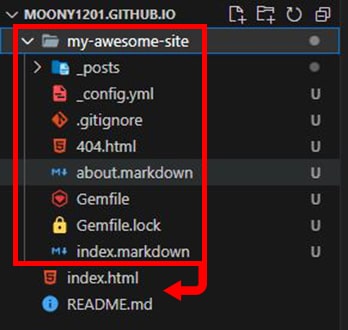 MOONY1201.GITHUB.IO
my-awesome-site
_posts
_config.yml U
.gitignore U
404.html U
about.markdown U
Gemfile U
Gemfile.lock U
index.markdown U
index.html
README.md